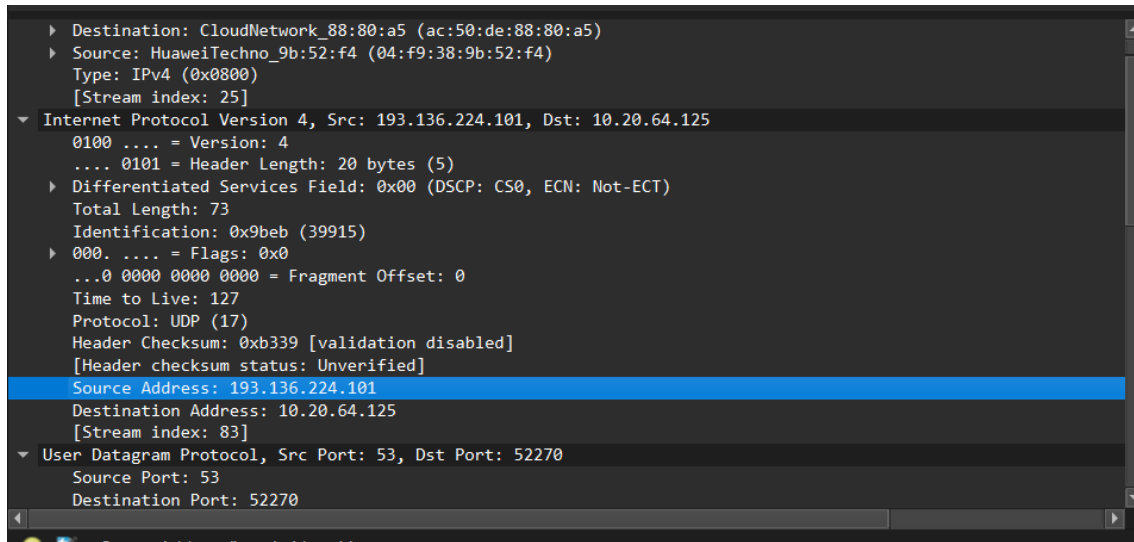 Destination: CloudNetwork_88:80:a5 (ac:50:de:88:80:a5)
Source: HuaweiTechno_9b:52:f4 (04:f9:38:9b:52:f4)
Type: IPv4 (0x0800)
[Stream index: 25]
Internet Protocol Version 4, Src: 193.136.224.101, Dst: 10.20.64.125
0100 .... = Version: 4
.... 0101 = Header Length: 20 bytes (5)
Differentiated Services Field: 0x00 (DSCP: CS0, ECN: Not-ECT)
Total Length: 73
Identification: 0x9beb (39915)
000. .... = Flags: 0x0
...0 0000 0000 0000 = Fragment Offset: 0
Time to Live: 127
Protocol: UDP (17)
Header Checksum: 0xb339 [validation disabled]
[Header checksum status: Unverified]
Source Address: 193.136.224.101
Destination Address: 10.20.64.125
[Stream index: 83]
User Datagram Protocol, Src Port: 53, Dst Port: 52270
Source Port: 53
Destination Port: 52270